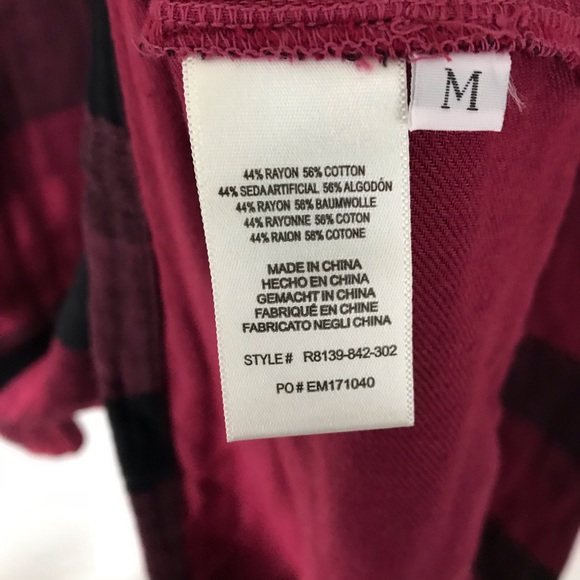 M
44% RAYON 56% COTTON
44% SEDAARTIFICIAL 56% ALGODÓN
44% RAYON 56% BAUMWOLLE
44% RAYONNE 56% COTON
44% RAION 56% COTONE
MADE IN CHINA
HECHO EN CHINA
GEMACHT IN CHINA
FABRIQUÉ EN CHINE
FABRICATO NEGLI CHINA
STYLE# R8139-842-302
PO# EM171040